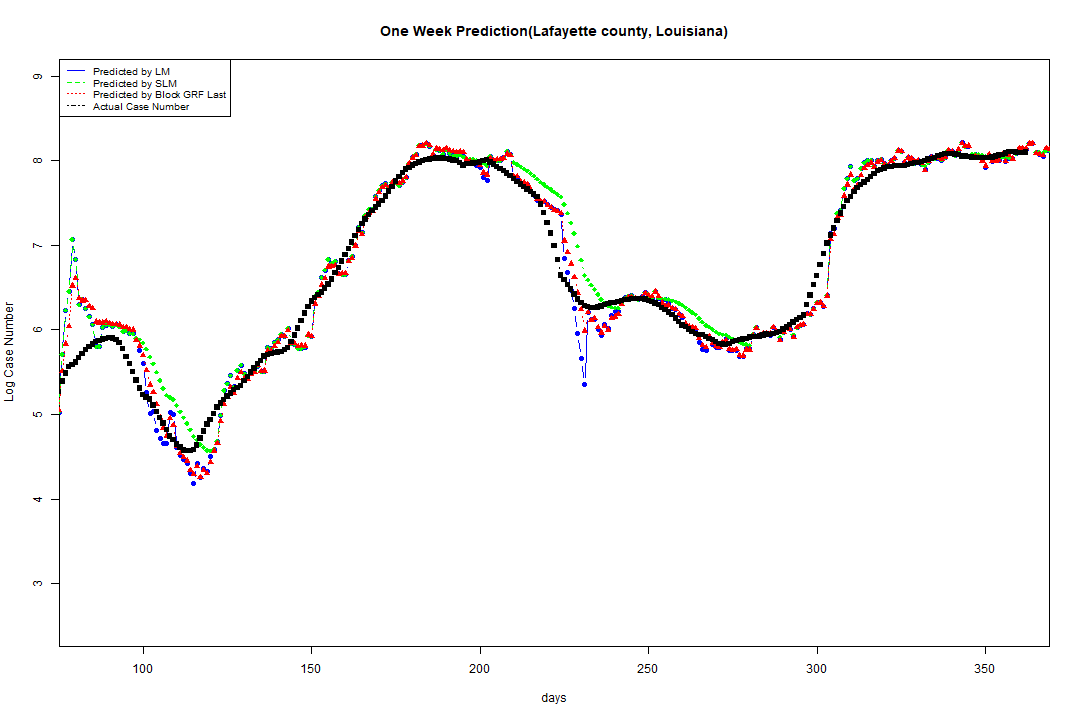 One Week Prediction(Lafayette county, Louisiana)
Predicted by LM
Predicted by SLM
Predicted by Block GRF Last
Actual Case Number
Log Case Number
9
8
7
6
5
4
3
100 150 200 250 300 350
days